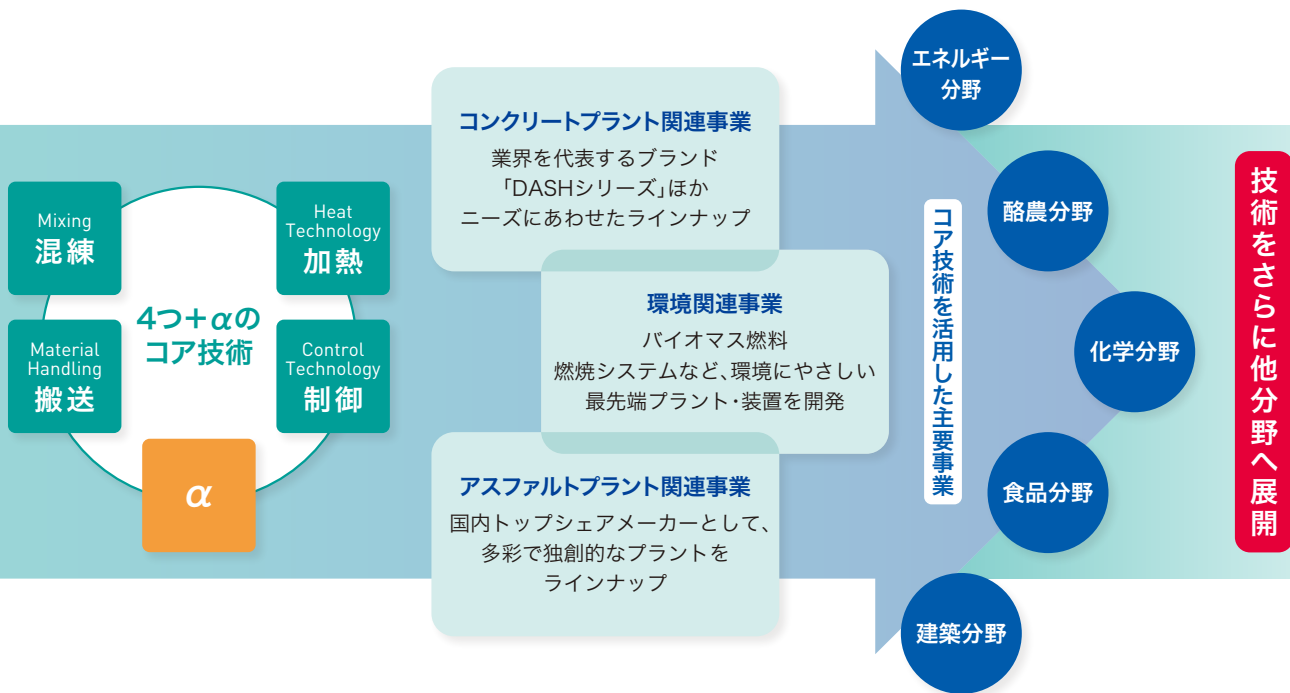 Mixing
混練
Heat
Technology
加熱
4つ＋αの
コア技術
Material
Handling
搬送
Control
Technology
制御
α
コンクリートプラント関連事業
業界を代表するブランド
「DASHシリーズ」ほか
ニーズにあわせたラインナップ
環境関連事業
バイオマス燃料
燃焼システムなど、環境にやさしい
最先端プラント・装置を開発
アスファルトプラント関連事業
国内トップシェアメーカーとして、
多彩で独創的なプラントを
ラインナップ
コア技術を活用した主要事業
エネルギー
分野
酪農分野
化学分野
食品分野
建築分野
技術をさらに他分野へ展開